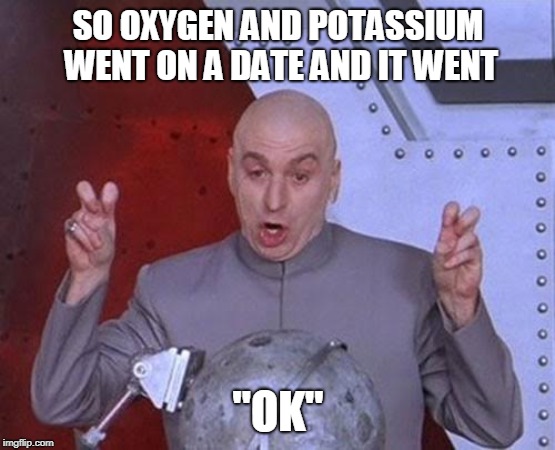 SO OXYGEN AND POTASSIUM
WENT ON A DATE AND IT WENT
"OK"
imgflip.com